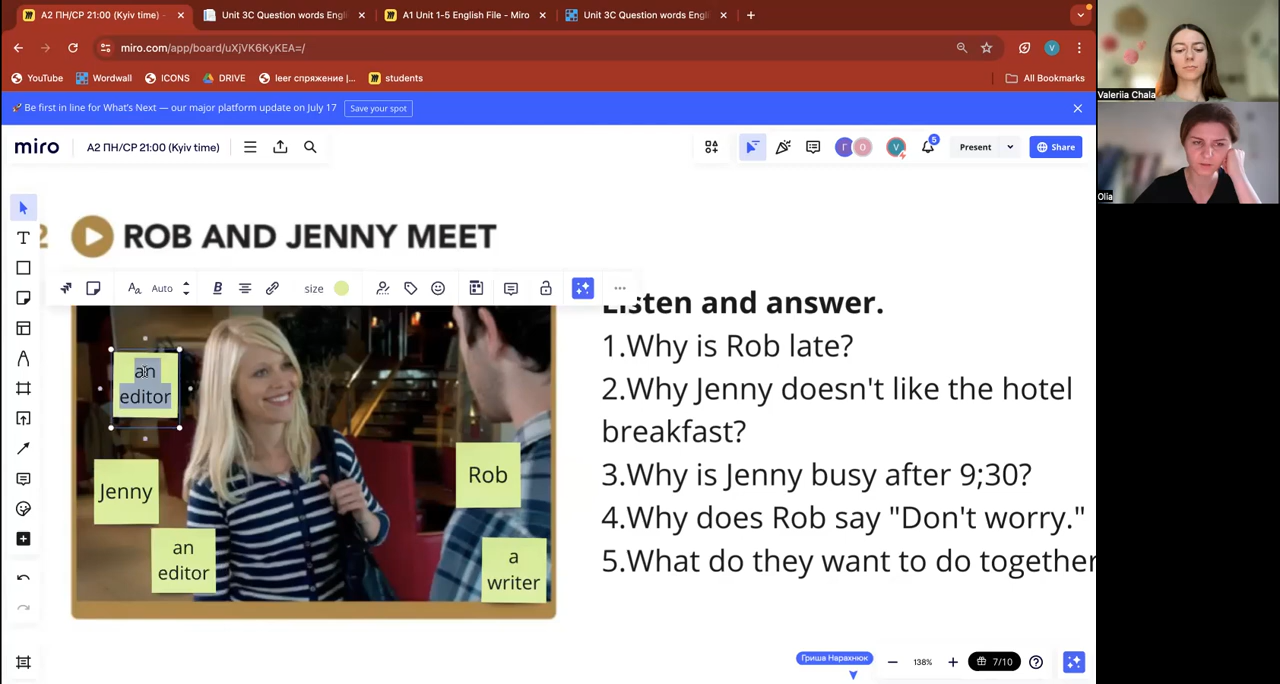 A2 ПН/СР 21:00 (Kyiv time) -
Unit 3C Question words Engl
A1 Unit 1-5 English File - Miro
Unit 3C Question words Engl
miro.com/app/board/uXjVK6KyKEA=/
V
YouTube
Wordwall
ICONS
DRIVE
leer спряжение |...
students
All Bookmarks
Be first in line for What's Next — our major platform update on July 17
Save your spot
miro
A2 ПН/СР 21:00 (Kyiv time)
Г
O
V
5
Present
Share
2
ROB AND JENNY MEET
Aa
Auto
B
size
Listen and answer.
1.Why is Rob late?
2.Why Jenny doesn't like the hotel
breakfast?
3.Why is Jenny busy after 9;30?
4.Why does Rob say "Don't worry."
5.What do they want to do together
an
editor
Jenny
Rob
an
editor
a
writer
Гриша Нарахнюк
138%
7/10
Valeriia Chala
Olia